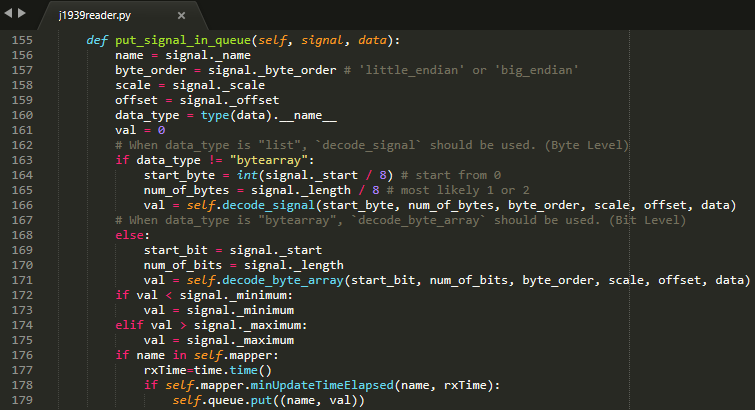 j1939reader.py ×
155 def put_signal_in_queue(self, signal, data):
156 name = signal._name
157 byte_order = signal._byte_order # 'little_endian' or 'big_endian'
158 scale = signal._scale
159 offset = signal._offset
160 data_type = type(data).__name__
161 val = 0
162 # When data_type is "list", `decode_signal` should be used. (Byte Level)
163 if data_type != "bytearray":
164 start_byte = int(signal._start / 8) # start from 0
165 num_of_bytes = signal._length / 8 # most likely 1 or 2
166 val = self.decode_signal(start_byte, num_of_bytes, byte_order, scale, offset, data)
167 # When data_type is "bytearray", `decode_byte_array` should be used. (Bit Level)
168 else:
169 start_bit = signal._start
170 num_of_bits = signal._length
171 val = self.decode_byte_array(start_bit, num_of_bits, byte_order, scale, offset, data)
172 if val < signal._minimum:
173 val = signal._minimum
174 elif val > signal._maximum:
175 val = signal._maximum
176 if name in self.mapper:
177 rxTime=time.time()
178 if self.mapper.minUpdateTimeElapsed(name, rxTime):
179 self.queue.put((name, val))